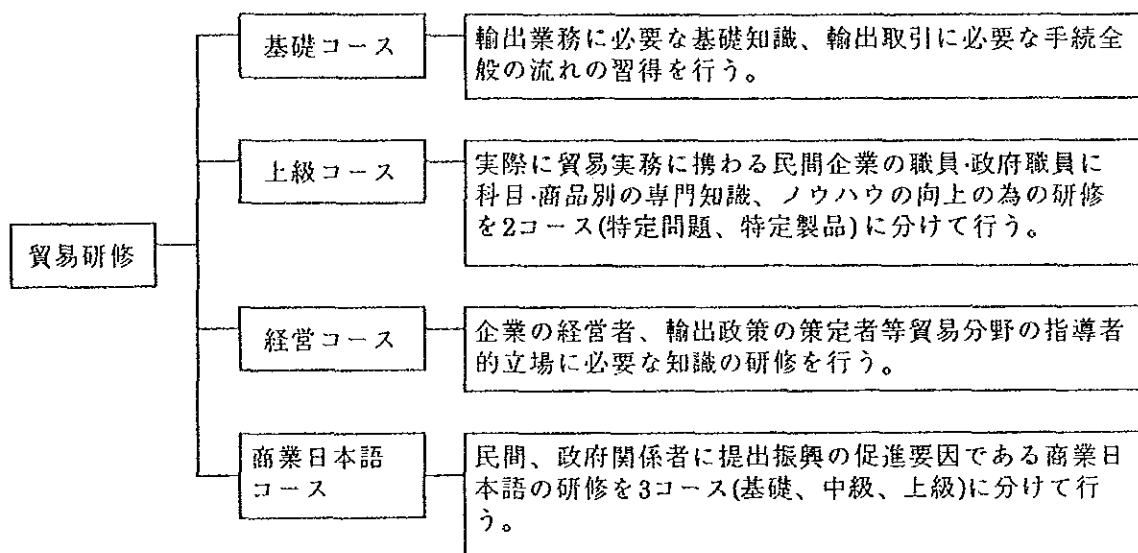 貿易研修
基礎コース
輸出業務に必要な基礎知識、輸出取引に必要な手続全
般の流れの習得を行う。
上級コース
実際に貿易実務に携わる民間企業の職員·政府職員に
科目·商品別の専門知識、ノウハウの向上の為の研修
を2コース(特定問題、特定製品)に分けて行う。
経営コース
企業の経営者、輸出政策の策定者等貿易分野の指導者
的立場に必要な知識の研修を行う。
商業日本語
コース
民間、政府関係者に提出振興の促進要因である商業日
本語の研修を3コース(基礎、中級、上級)に分けて行
う。